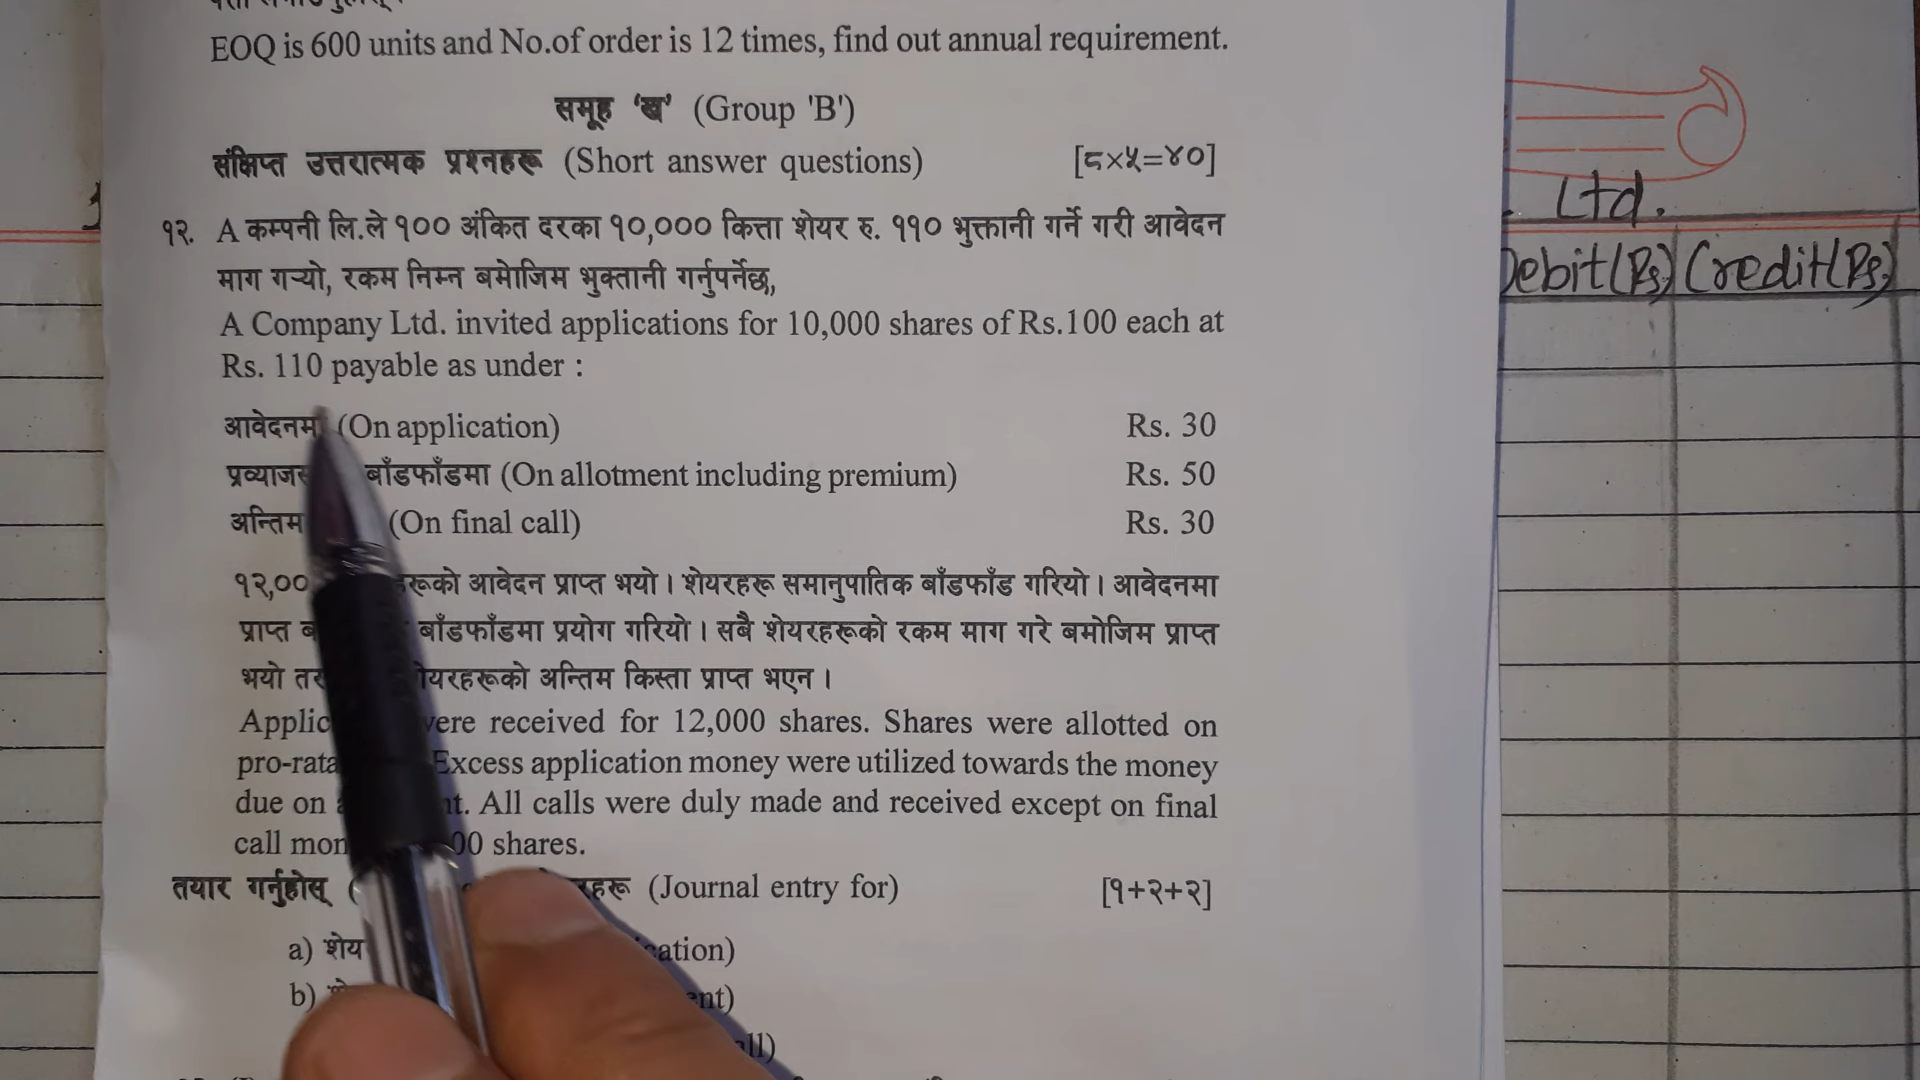 EOQ is 600 units and No.of order is 12 times, find out annual requirement.
समूह ‘ख’ (Group 'B')
संक्षिप्त उत्तरात्मक प्रश्नहरू (Short answer questions) [८×५=४०]
Ltd.
१२. A कम्पनी लि.ले १०० अंकित दरका १०,००० कित्ता शेयर रु. ११० भुक्तानी गर्ने गरी आवेदन
माग गर्‍यो, रकम निम्न बमोजिम भुक्तानी गर्नुपर्नेछ,
Debit(Rs) Credit(Rs)
A Company Ltd. invited applications for 10,000 shares of Rs.100 each at
Rs. 110 payable as under :
आवेदनमा (On application) Rs. 30
बाँडफाँडमा (On allotment including premium) Rs. 50
अन्तिम (On final call) Rs. 30
आवेदन प्राप्त भयो। शेयरहरू समानुपातिक बाँडफाँड गरियो। आवेदनमा
प्राप्त बाँडफाँडमा प्रयोग गरियो। सबै शेयरहरूको रकम माग गरे बमोजिम प्राप्त
भयो अन्तिम किस्ता प्राप्त भएन।
were received for 12,000 shares. Shares were allotted on
pro-rata Excess application money were utilized towards the money
due on All calls were duly made and received except on final
call shares.
तयार गर्नुहोस् (Journal entry for) [१+२+२]
a)
b)